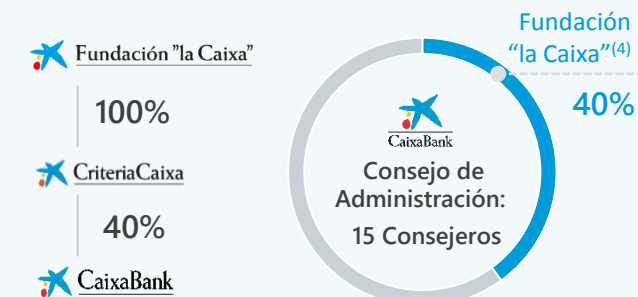 Fundación "la Caixa"
100%
CriteriaCaixa
40%
CaixaBank
CaixaBank
Consejo de
Administración:
15 Consejeros
Fundación
“la Caixa”(4)
40%